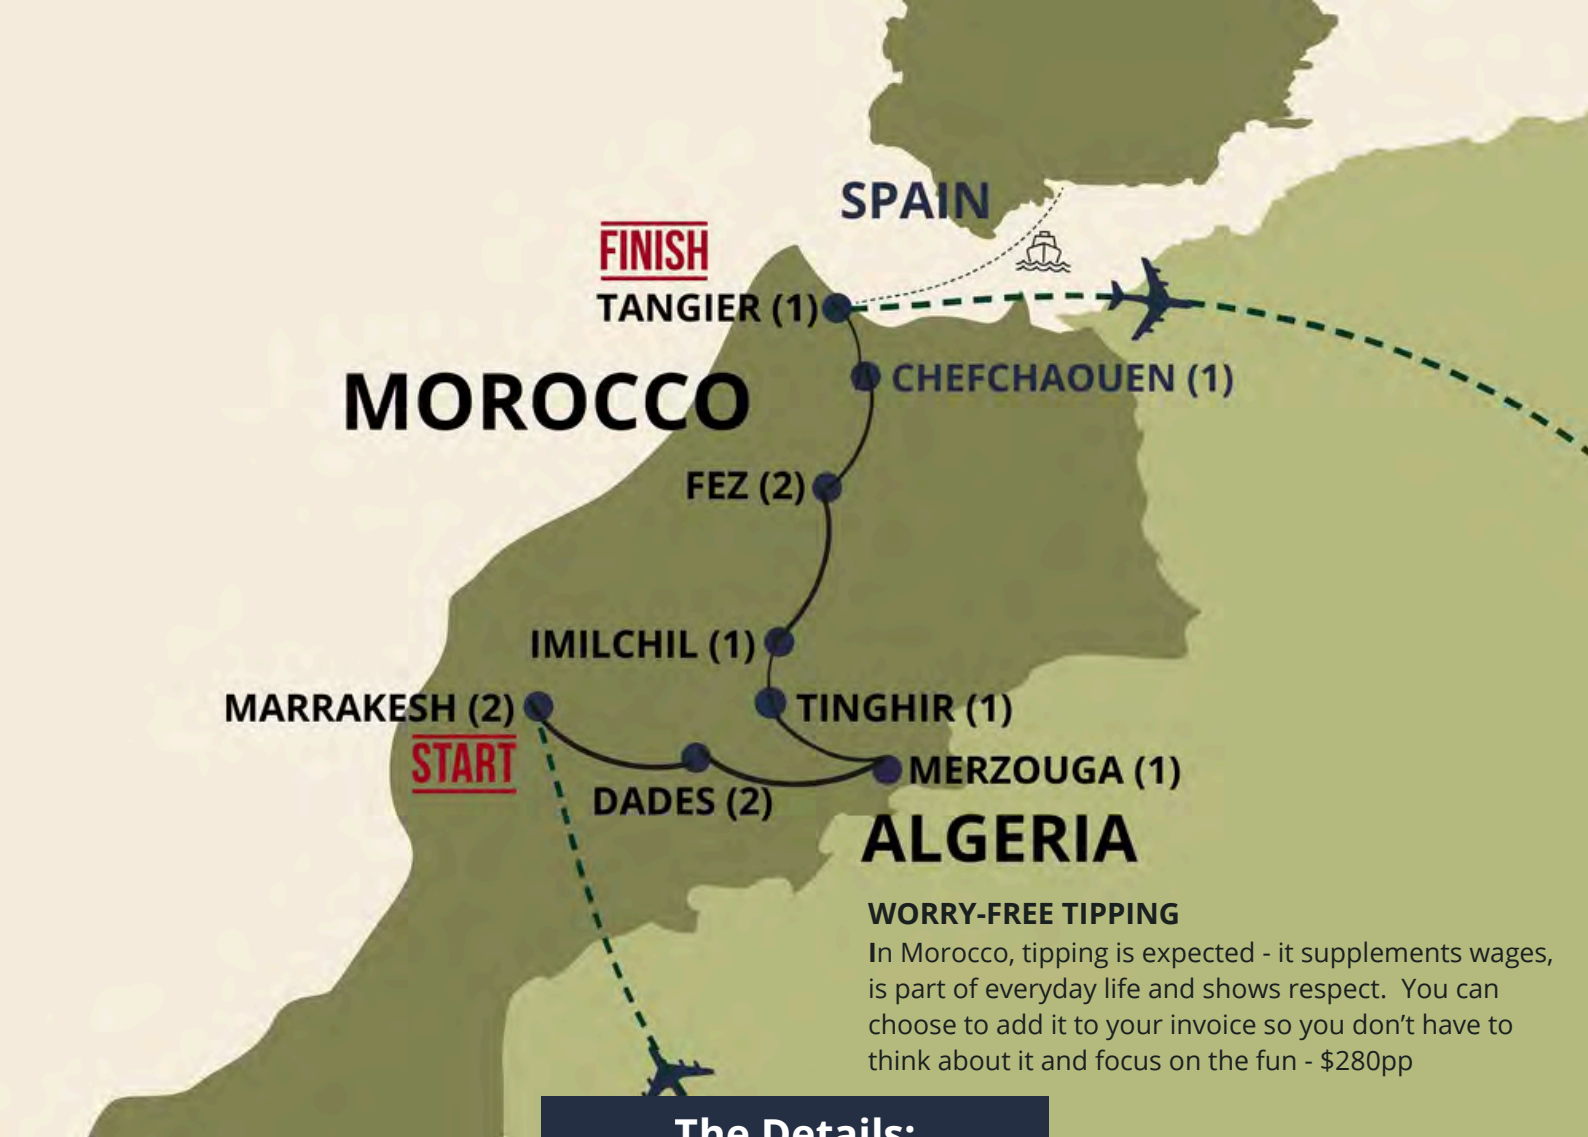 SPAIN
FINISH
TANGIER (1)
CHEFCHAOUEN (1)
MOROCCO
FEZ (2)
IMILCHIL (1)
MARRAKESH (2)
TINGHIR (1)
START
MERZOUGA (1)
DADES (2)
ALGERIA
WORRY-FREE TIPPING
In Morocco, tipping is expected - it supplements wages,
is part of everyday life and shows respect. You can
choose to add it to your invoice so you don't have to
think about it and focus on the fun - $280pp
The Details: